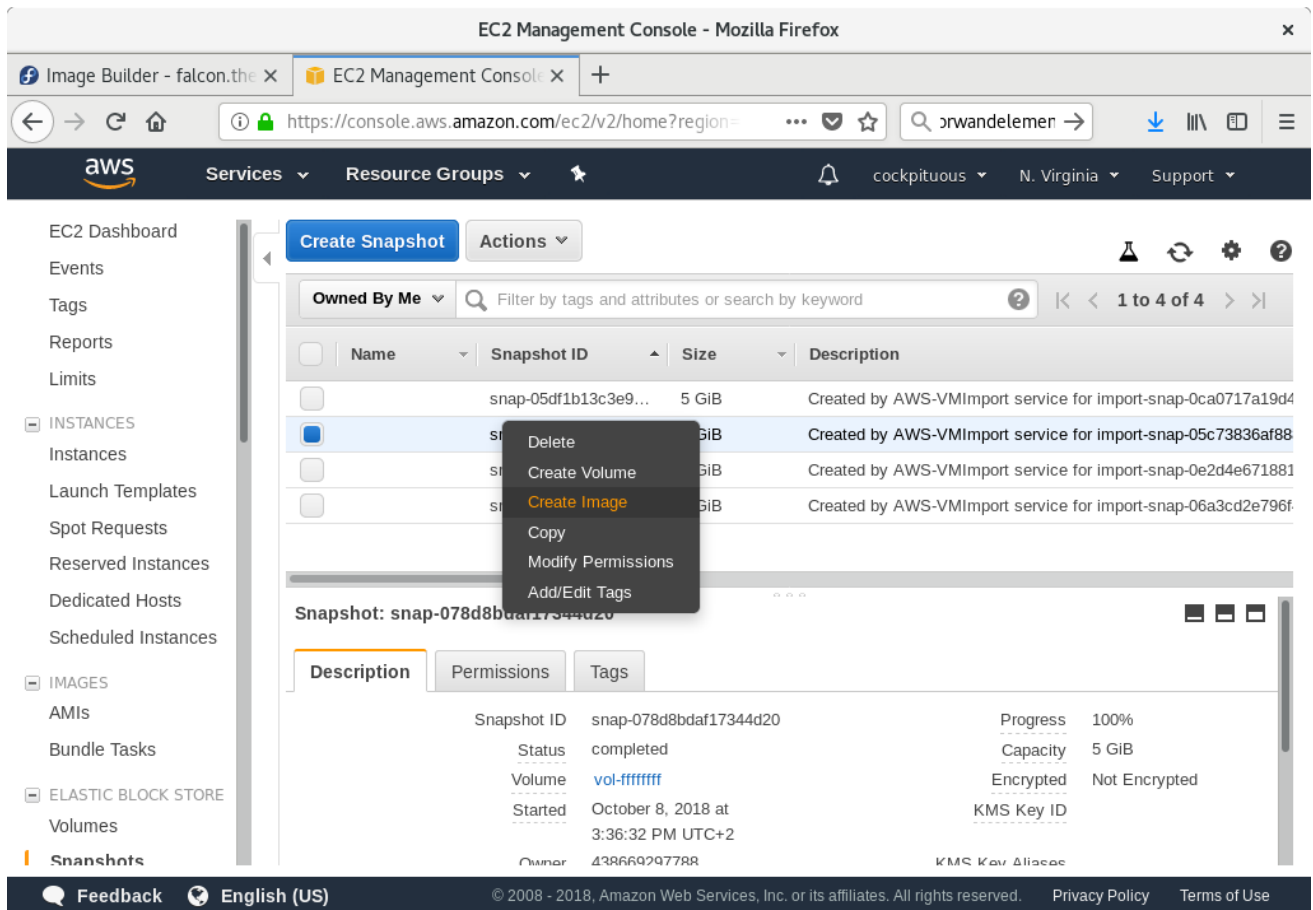 EC2 Management Console - Mozilla Firefox ×
Image Builder - falcon.the EC2 Management Console
https://console.aws.amazon.com/ec2/v2/home?region= orwandelemen
aws Services Resource Groups cockpituous N. Virginia Support
EC2 Dashboard
Events
Tags
Reports
Limits
INSTANCES
Instances
Launch Templates
Spot Requests
Reserved Instances
Dedicated Hosts
Scheduled Instances
IMAGES
AMIs
Bundle Tasks
ELASTIC BLOCK STORE
Volumes
Snapshots
Create Snapshot Actions
Owned By Me Filter by tags and attributes or search by keyword 1 to 4 of 4
Name Snapshot ID Size Description
snap-05df1b13c3e9... 5 GiB Created by AWS-VMImport service for import-snap-0ca0717a19d4
GiB Created by AWS-VMImport service for import-snap-05c73836af88
GiB Created by AWS-VMImport service for import-snap-0e2d4e671881
GiB Created by AWS-VMImport service for import-snap-06a3cd2e796f
Delete
Create Volume
Create Image
Copy
Modify Permissions
Add/Edit Tags
Snapshot: snap-078d8bdaf17344d20
Description Permissions Tags
Snapshot ID snap-078d8bdaf17344d20 Progress 100%
Status completed Capacity 5 GiB
Volume vol-ffffffff Encrypted Not Encrypted
Started October 8, 2018 at KMS Key ID
3:36:32 PM UTC+2
Owner 438669297788 KMS Key Aliases
Feedback English (US) © 2008 - 2018, Amazon Web Services, Inc. or its affiliates. All rights reserved. Privacy Policy Terms of Use